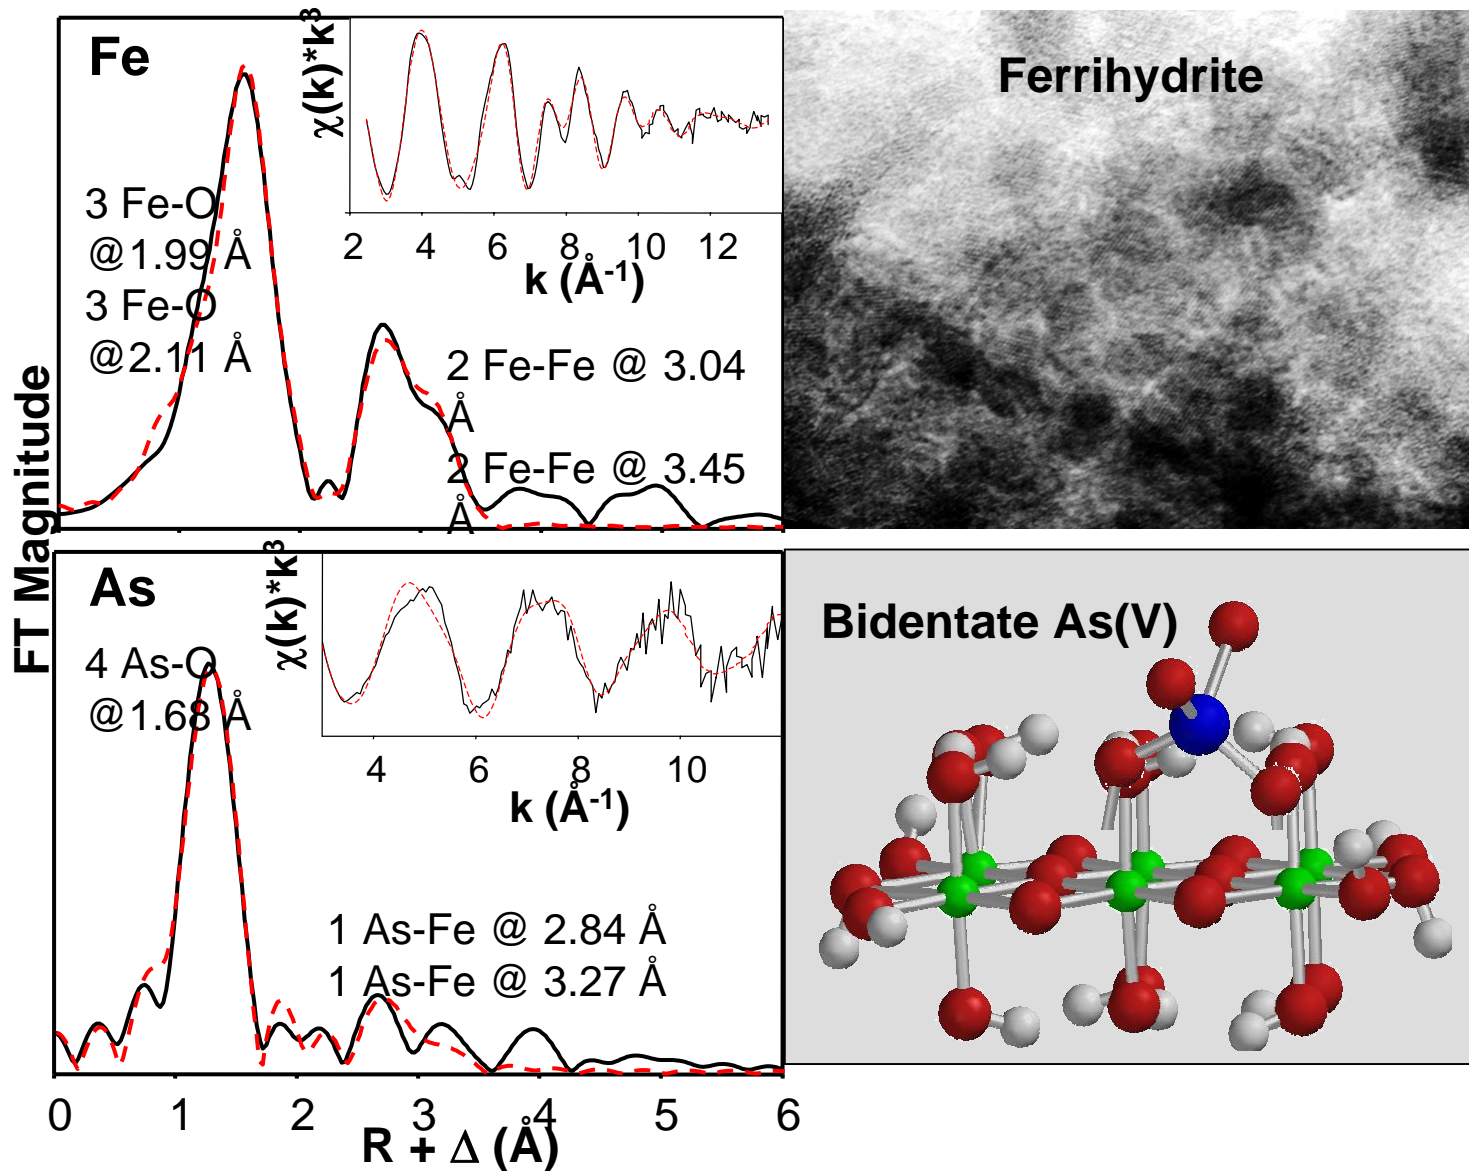 Fe
χ(k)*k³
3 Fe-O
@1.99 Å
3 Fe-O
@2.11 Å
2 4 6 8 10 12
k (Å⁻¹)
2 Fe-Fe @ 3.04
Å
2 Fe-Fe @ 3.45
Å
Ferrihydrite
FT Magnitude
As
χ(k)*k³
4 As-O
@1.68 Å
4 6 8 10
k (Å⁻¹)
1 As-Fe @ 2.84 Å
1 As-Fe @ 3.27 Å
0 1 2 3 4 5 6
R + Δ (Å)
Bidentate As(V)